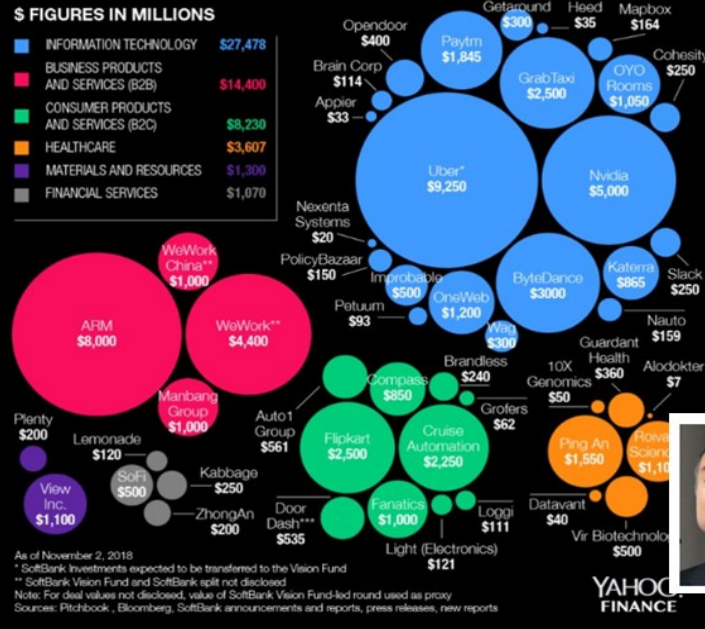 $ FIGURES IN MILLIONS
INFORMATION TECHNOLOGY $27,478
BUSINESS PRODUCTS
AND SERVICES (B2B) $14,400
CONSUMER PRODUCTS
AND SERVICES (B2C) $8,230
HEALTHCARE $3,607
MATERIALS AND RESOURCES $1,300
FINANCIAL SERVICES $1,070
Opendoor
$400
Brain Corp
$114
Appier
$33
Paytm
$1,845
Getaround
$300
Heed
$35
Mapbox
$164
GrabTaxi
$2,500
OYO
Rooms
$1,050
Cohesity
$250
Uber*
$9,250
Nvidia
$5,000
Nexenta
Systems
$20
PolicyBazaar
$150
Improbable
$500
Petuum
$93
OneWeb
$1,200
Wag
$300
ByteDance
$3000
Katerra
$865
Slack
$250
Nauto
$159
WeWork
China**
$1,000
ARM
$8,000
WeWork**
$4,400
Manbang
Group
$1,000
Plenty
$200
View
Inc.
$1,100
Lemonade
$120
SoFi
$500
Kabbage
$250
ZhongAn
$200
Auto1
Group
$561
Compass
$850
Brandless
$240
Grofers
$62
Flipkart
$2,500
Cruise
Automation
$2,250
Door
Dash***
$535
Fanatics
$1,000
Loggi
$111
Light (Electronics)
$121
10X
Genomics
$50
Guardant
Health
$360
Alodokter
$7
Ping An
$1,550
Datavant
$40
Vir Biotechnolo
$500
As of November 2, 2018
* SoftBank Investments expected to be transferred to the Vision Fund
** SoftBank Vision Fund and SoftBank split not disclosed
Note: For deal values not disclosed, value of SoftBank Vision Fund-led round used as proxy
Sources: Pitchbook , Bloomberg, SoftBank announcements and reports, press releases, new reports
YAHOO!
FINANCE